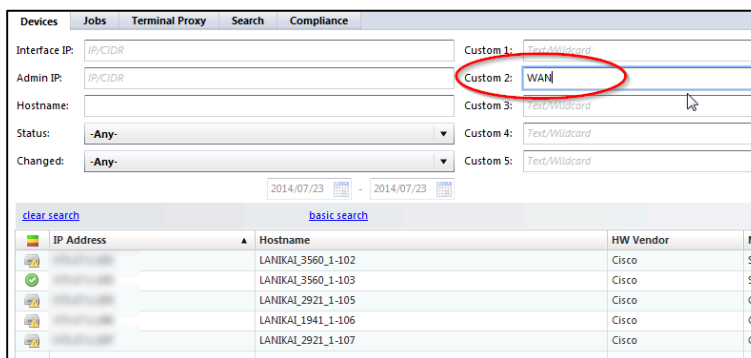 Devices Jobs Terminal Proxy Search Compliance
Interface IP: IP/CIDR Custom 1: Text/Wildcard
Admin IP: IP/CIDR Custom 2: WAN
Hostname: Custom 3: Text/Wildcard
Status: -Any- Custom 4: Text/Wildcard
Changed: -Any- Custom 5: Text/Wildcard
2014/07/23 - 2014/07/23
clear search basic search
IP Address Hostname HW Vendor
LANIKAI_3560_1-102 Cisco
LANIKAI_3560_1-103 Cisco
LANIKAI_2921_1-105 Cisco
LANIKAI_1941_1-106 Cisco
LANIKAI_2921_1-107 Cisco